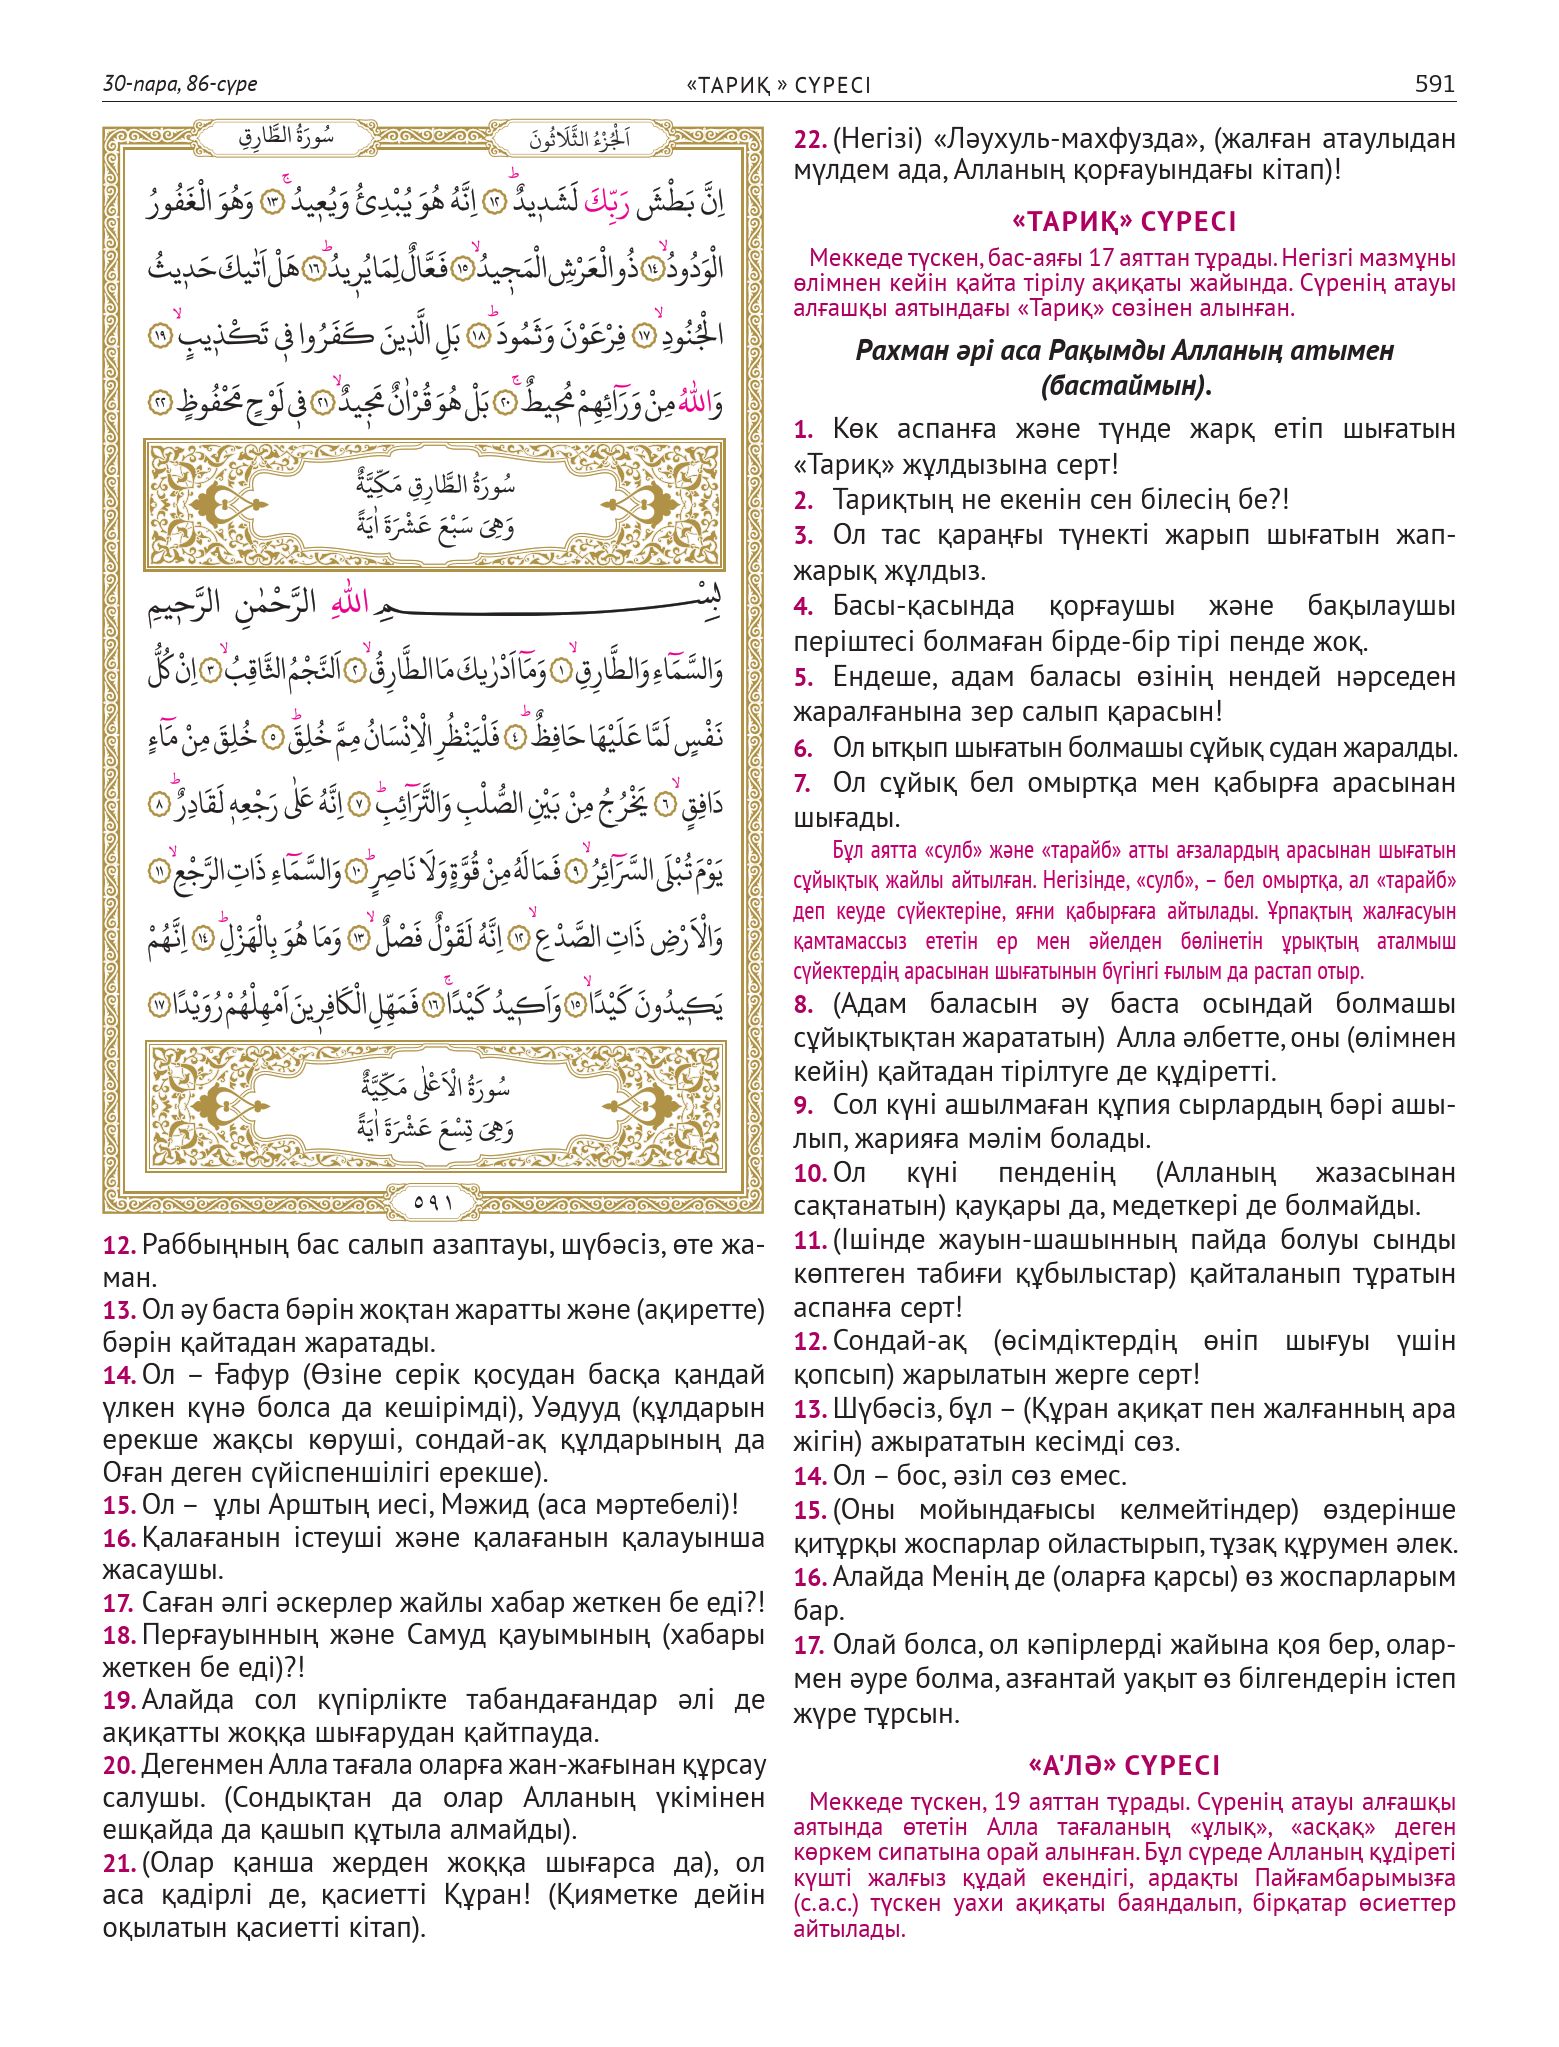 30-пара, 86-сүре
«ТАРИҚ » СҮРЕСІ
591
سُورَةُ الطَّارِقِ
اَلْجُزْءُ الثَّلَاثُونَ
اِنَّ بَطْشَ رَبِّكَ لَشَدٖيدٌؕ ﴿١٢﴾ اِنَّهُ هُوَ يُبْدِئُ وَيُعٖيدُۚ ﴿١٣﴾ وَهُوَ الْغَفُورُ
الْوَدُودُۙ ﴿١٤﴾ ذُو الْعَرْشِ الْمَجٖيدُۙ ﴿١٥﴾ فَعَّالٌ لِمَا يُرٖيدُؕ ﴿١٦﴾ هَلْ اَتٰيكَ حَدٖيثُ
الْجُنُودِۙ ﴿١٧﴾ فِرْعَوْنَ وَثَمُودَؕ ﴿١٨﴾ بَلِ الَّذٖينَ كَفَرُوا فٖي تَكْذٖيبٍۙ ﴿١٩﴾
وَاللّٰهُ مِنْ وَرَٓائِهِمْ مُحٖيطٌۚ ﴿٢٠﴾ بَلْ هُوَ قُرْاٰنٌ مَجٖيدٌۙ ﴿٢١﴾ فٖي لَوْحٍ مَحْفُوظٍ ﴿٢٢﴾
سُورَةُ الطَّارِقِ مَكِّيَّةٌ
وَهِيَ سَبْعَ عَشْرَةَ اٰيَةً
بِسْمِ اللّٰهِ الرَّحْمٰنِ الرَّحٖيمِ
وَالسَّمَٓاءِ وَالطَّارِقِۙ ﴿١﴾ وَمَٓا اَدْرٰيكَ مَا الطَّارِقُۙ ﴿٢﴾ اَلنَّجْمُ الثَّاقِبُۙ ﴿٣﴾ اِنْ كُلُّ
نَفْسٍ لَمَّا عَلَيْهَا حَافِظٌؕ ﴿٤﴾ فَلْيَنْظُرِ الْاِنْسَانُ مِمَّ خُلِقَؕ ﴿٥﴾ خُلِقَ مِنْ مَٓاءٍ
دَافِقٍۙ ﴿٦﴾ يَخْرُجُ مِنْ بَيْنِ الصُّلْبِ وَالتَّرَٓائِبِؕ ﴿٧﴾ اِنَّهُ عَلٰى رَجْعِهٖ لَقَادِرٌؕ ﴿٨﴾
يَوْمَ تُبْلَى السَّرَٓائِرُۙ ﴿٩﴾ فَمَا لَهُ مِنْ قُوَّةٍ وَلَا نَاصِرٍؕ ﴿١٠﴾ وَالسَّمَٓاءِ ذَاتِ الرَّجْعِۙ ﴿١١﴾
وَالْاَرْضِ ذَاتِ الصَّدْعِۙ ﴿١٢﴾ اِنَّهُ لَقَوْلٌ فَصْلٌۙ ﴿١٣﴾ وَمَا هُوَ بِالْهَزْلِؕ ﴿١٤﴾ اِنَّهُمْ
يَكٖيدُونَ كَيْدًاۙ ﴿١٥﴾ وَاَكٖيدُ كَيْدًاۚ ﴿١٦﴾ فَمَهِّلِ الْكَافِرٖينَ اَمْهِلْهُمْ رُوَيْدًا ﴿١٧﴾
سُورَةُ الْاَعْلٰى مَكِّيَّةٌ
وَهِيَ تِسْعَ عَشْرَةَ اٰيَةً
٥٩١
12. Раббыңның бас салып азаптауы, шүбәсіз, өте жа-
ман.
13. Ол әу баста бәрін жоқтан жаратты және (ақиретте)
бәрін қайтадан жаратады.
14. Ол – Ғафур (Өзіне серік қосудан басқа қандай
үлкен күнә болса да кешірімді), Уәдууд (құлдарын
ерекше жақсы көруші, сондай-ақ құлдарының да
Оған деген сүйіспеншілігі ерекше).
15. Ол – ұлы Арштың иесі, Мәжид (аса мәртебелі)!
16. Қалағанын істеуші және қалағанын қалауынша
жасаушы.
17. Саған әлгі әскерлер жайлы хабар жеткен бе еді?!
18. Перғауынның және Самуд қауымының (хабары
жеткен бе еді)?!
19. Алайда сол күпірлікте табандағандар әлі де
ақиқатты жоққа шығарудан қайтпауда.
20. Дегенмен Алла тағала оларға жан-жағынан құрсау
салушы. (Сондықтан да олар Алланың үкімінен
ешқайда да қашып құтыла алмайды).
21. (Олар қанша жерден жоққа шығарса да), ол
аса қадірлі де, қасиетті Құран! (Қияметке дейін
оқылатын қасиетті кітап).
22. (Негізі) «Ләухуль-махфузда», (жалған атаулыдан
мүлдем ада, Алланың қорғауындағы кітап)!
«ТАРИҚ» СҮРЕСІ
Меккеде түскен, бас-аяғы 17 аяттан тұрады. Негізгі мазмұны
өлімнен кейін қайта тірілу ақиқаты жайында. Сүренің атауы
алғашқы аятындағы «Тариқ» сөзінен алынған.
Рахман әрі аса Рақымды Алланың атымен
(бастаймын).
1. Көк аспанға және түнде жарқ етіп шығатын
«Тариқ» жұлдызына серт!
2. Тариқтың не екенін сен білесің бе?!
3. Ол тас қараңғы түнекті жарып шығатын жап-
жарық жұлдыз.
4. Басы-қасында қорғаушы және бақылаушы
періштесі болмаған бірде-бір тірі пенде жоқ.
5. Ендеше, адам баласы өзінің нендей нәрседен
жаралғанына зер салып қарасын!
6. Ол ытқып шығатын болмашы сұйық судан жаралды.
7. Ол сұйық бел омыртқа мен қабырға арасынан
шығады.
Бұл аятта «сулб» және «тарайб» атты ағзалардың арасынан шығатын
сұйықтық жайлы айтылған. Негізінде, «сулб», – бел омыртқа, ал «тарайб»
деп кеуде сүйектеріне, яғни қабырғаға айтылады. Ұрпақтың жалғасуын
қамтамассыз ететін ер мен әйелден бөлінетін ұрықтың аталмыш
сүйектердің арасынан шығатынын бүгінгі ғылым да растап отыр.
8. (Адам баласын әу баста осындай болмашы
сұйықтықтан жарататын) Алла әлбетте, оны (өлімнен
кейін) қайтадан тірілтуге де құдіретті.
9. Сол күні ашылмаған құпия сырлардың бәрі ашы-
лып, жарияға мәлім болады.
10. Ол күні пенденің (Алланың жазасынан
сақтанатын) қауқары да, медеткері де болмайды.
11. (Ішінде жауын-шашынның пайда болуы сынды
көптеген табиғи құбылыстар) қайталанып тұратын
аспанға серт!
12. Сондай-ақ (өсімдіктердің өніп шығуы үшін
қопсып) жарылатын жерге серт!
13. Шүбәсіз, бұл – (Құран ақиқат пен жалғанның ара
жігін) ажырататын кесімді сөз.
14. Ол – бос, әзіл сөз емес.
15. (Оны мойындағысы келмейтіндер) өздерінше
қитұрқы жоспарлар ойластырып, тұзақ құрумен әлек.
16. Алайда Менің де (оларға қарсы) өз жоспарларым
бар.
17. Олай болса, ол кәпірлерді жайына қоя бер, олар-
мен әуре болма, азғантай уақыт өз білгендерін істеп
жүре тұрсын.
«А'ЛӘ» СҮРЕСІ
Меккеде түскен, 19 аяттан тұрады. Сүренің атауы алғашқы
аятында өтетін Алла тағаланың «ұлық», «асқақ» деген
көркем сипатына орай алынған. Бұл сүреде Алланың құдіреті
күшті жалғыз құдай екендігі, ардақты Пайғамбарымызға
(с.а.с.) түскен уахи ақиқаты баяндалып, бірқатар өсиеттер
айтылады.